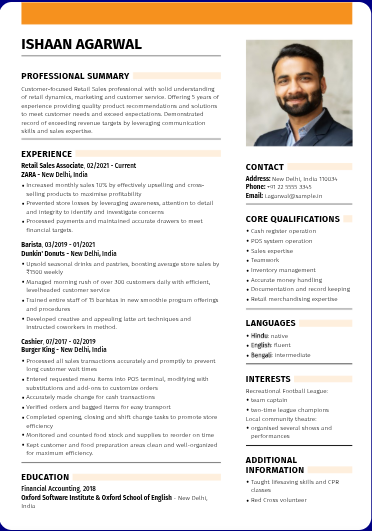 ISHAAN AGARWAL
PROFESSIONAL SUMMARY
Customer-focused Retail Sales professional with solid understanding
of retail dynamics, marketing and customer service. Offering 5 years of
experience providing quality product recommendations and solutions
to meet customer needs and exceed expectations. Demonstrated
record of exceeding revenue targets by leveraging communication
skills and sales expertise.
EXPERIENCE
Retail Sales Associate, 02/2021 - Current
ZARA - New Delhi, India
• Increased monthly sales 10% by effectively upselling and cross-
selling products to maximise profitability
• Prevented store losses by leveraging awareness, attention to detail
and integrity to identify and investigate concerns
• Processed payments and maintained accurate drawers to meet
financial targets.
Barista, 03/2019 - 01/2021
Dunkin' Donuts - New Delhi, India
• Upsold seasonal drinks and pastries, boosting average store sales by
₹1500 weekly
• Managed morning rush of over 300 customers daily with efficient,
levelheaded customer service
• Trained entire staff of 15 baristas in new smoothie program offerings
and procedures
• Developed creative and appealing latte art techniques and
instructed coworkers in method.
Cashier, 07/2017 - 02/2019
Burger King - New Delhi, India
• Processed all sales transactions accurately and promptly to prevent
long customer wait times
• Entered requested menu items into POS terminal, modifying with
substitutions and add-ons to customize orders
• Accurately made change for cash transactions
• Verified orders and bagged items for easy transport
• Completed opening, closing and shift change tasks to promote store
efficiency
• Monitored and counted food stock and supplies to reorder on time
• Kept customer and food preparation areas clean and well-organized
for maximum efficiency.
EDUCATION
Financial Accounting, 2018
Oxford Software Institute & Oxford School of English - New Delhi,
India
CONTACT
Address: New Delhi, India 110034
Phone: +91 22 5555 3345
Email: i.agarwal@sample.in
CORE QUALIFICATIONS
• Cash register operation
• POS system operation
• Sales expertise
• Teamwork
• Inventory management
• Accurate money handling
• Documentation and record keeping
• Retail merchandising expertise
LANGUAGES
• Hindi: native
• English: fluent
• Bengali: intermediate
INTERESTS
Recreational Football League:
• team captain
• two-time league champions
Local community theatre:
• organised several shows and
performances
ADDITIONAL
INFORMATION
• Taught lifesaving skills and CPR
classes
• Red Cross volunteer